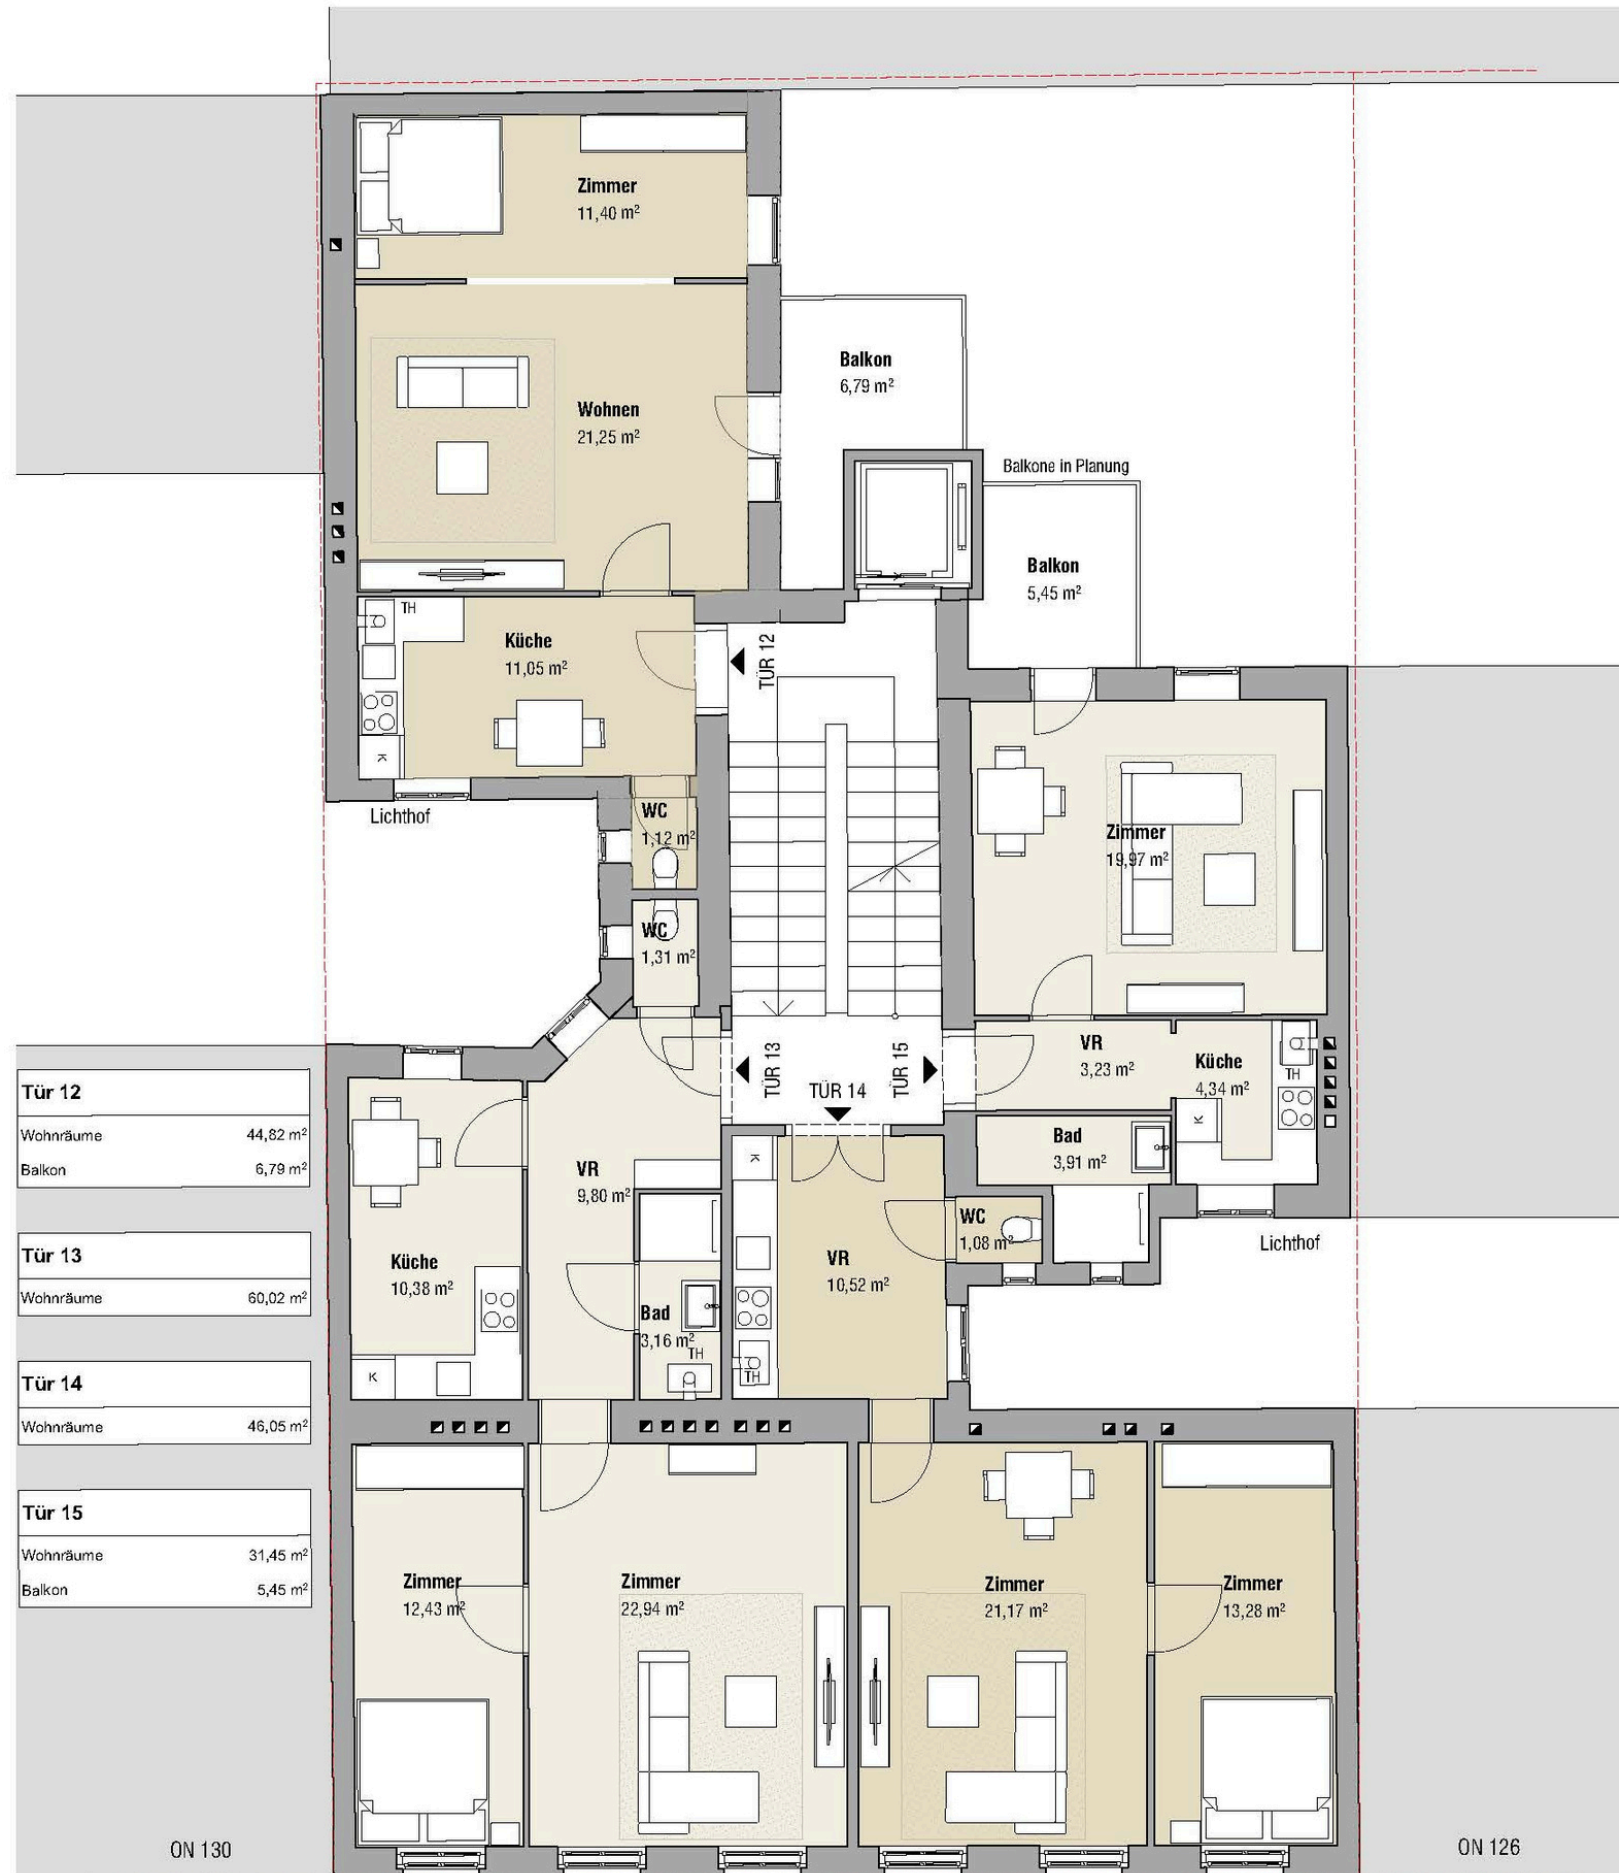 Zimmer
11,40 m²
Wohnen
21,25 m²
Balkon
6,79 m²
Balkone in Planung
Balkon
5,45 m²
TH
Küche
11,05 m²
K
TÜR 12
Lichthof
WC
1,12 m²
WC
1,31 m²
Zimmer
19,97 m²
TÜR 13
TÜR 14
TÜR 15
VR
3,23 m²
Küche
4,34 m²
TH
K
Bad
3,91 m²
Lichthof
WC
1,08 m²
K
VR
10,52 m²
TH
VR
9,80 m²
Bad
3,16 m²
TH
Küche
10,38 m²
K
Tür 12
Wohnräume 44,82 m²
Balkon 6,79 m²
Tür 13
Wohnräume 60,02 m²
Tür 14
Wohnräume 46,05 m²
Tür 15
Wohnräume 31,45 m²
Balkon 5,45 m²
Zimmer
12,43 m²
Zimmer
22,94 m²
Zimmer
21,17 m²
Zimmer
13,28 m²
ON 130
ON 126